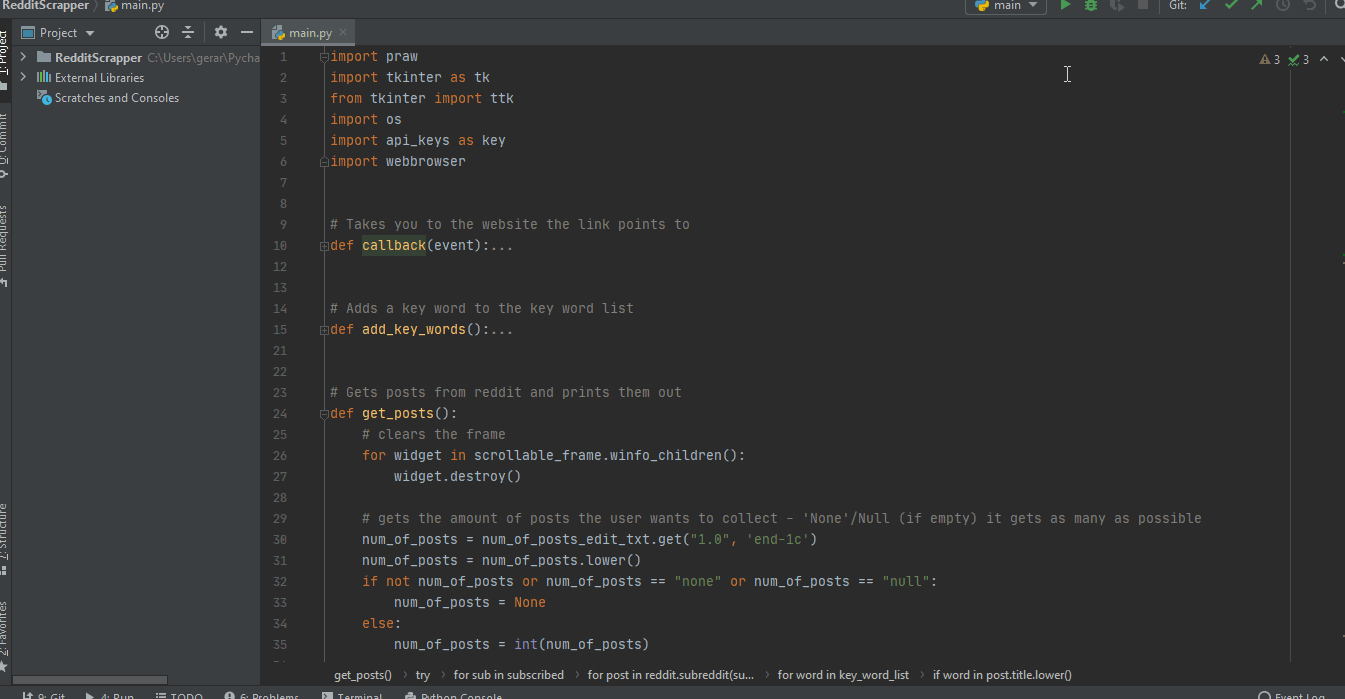 RedditScrapper main.py
main
Git:
Project
main.py
1: Project
0: Commit
Pull Requests
7: Structure
2: Favorites
RedditScrapper C:\Users\gerar\Pycha
External Libraries
Scratches and Consoles
3 3
1 import praw
2 import tkinter as tk
3 from tkinter import ttk
4 import os
5 import api_keys as key
6 import webbrowser
7
8
9 # Takes you to the website the link points to
10 def callback(event):...
12
13
14 # Adds a key word to the key word list
15 def add_key_words():...
21
22
23 # Gets posts from reddit and prints them out
24 def get_posts():
25 # clears the frame
26 for widget in scrollable_frame.winfo_children():
27 widget.destroy()
28
29 # gets the amount of posts the user wants to collect - 'None'/Null (if empty) it gets as many as possible
30 num_of_posts = num_of_posts_edit_txt.get("1.0", 'end-1c')
31 num_of_posts = num_of_posts.lower()
32 if not num_of_posts or num_of_posts == "none" or num_of_posts == "null":
33 num_of_posts = None
34 else:
35 num_of_posts = int(num_of_posts)
get_posts() try for sub in subscribed for post in reddit.subreddit(su... for word in key_word_list if word in post.title.lower()
9: Git 4: Run TODO 6: Problems Terminal Python Console Event Log